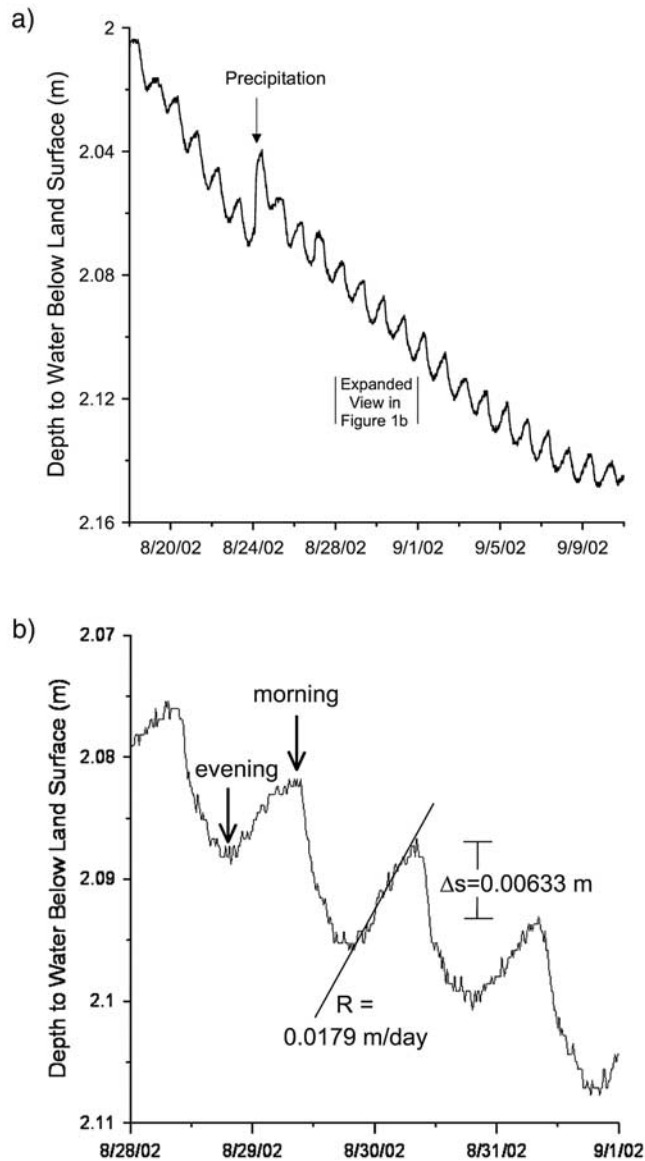 a)
Depth to Water Below Land Surface (m)
2
2.04
2.08
2.12
2.16
Precipitation
Expanded
View in
Figure 1b
8/20/02
8/24/02
8/28/02
9/1/02
9/5/02
9/9/02
b)
Depth to Water Below Land Surface (m)
2.07
2.08
2.09
2.1
2.11
morning
evening
Δs=0.00633 m
R =
0.0179 m/day
8/28/02
8/29/02
8/30/02
8/31/02
9/1/02